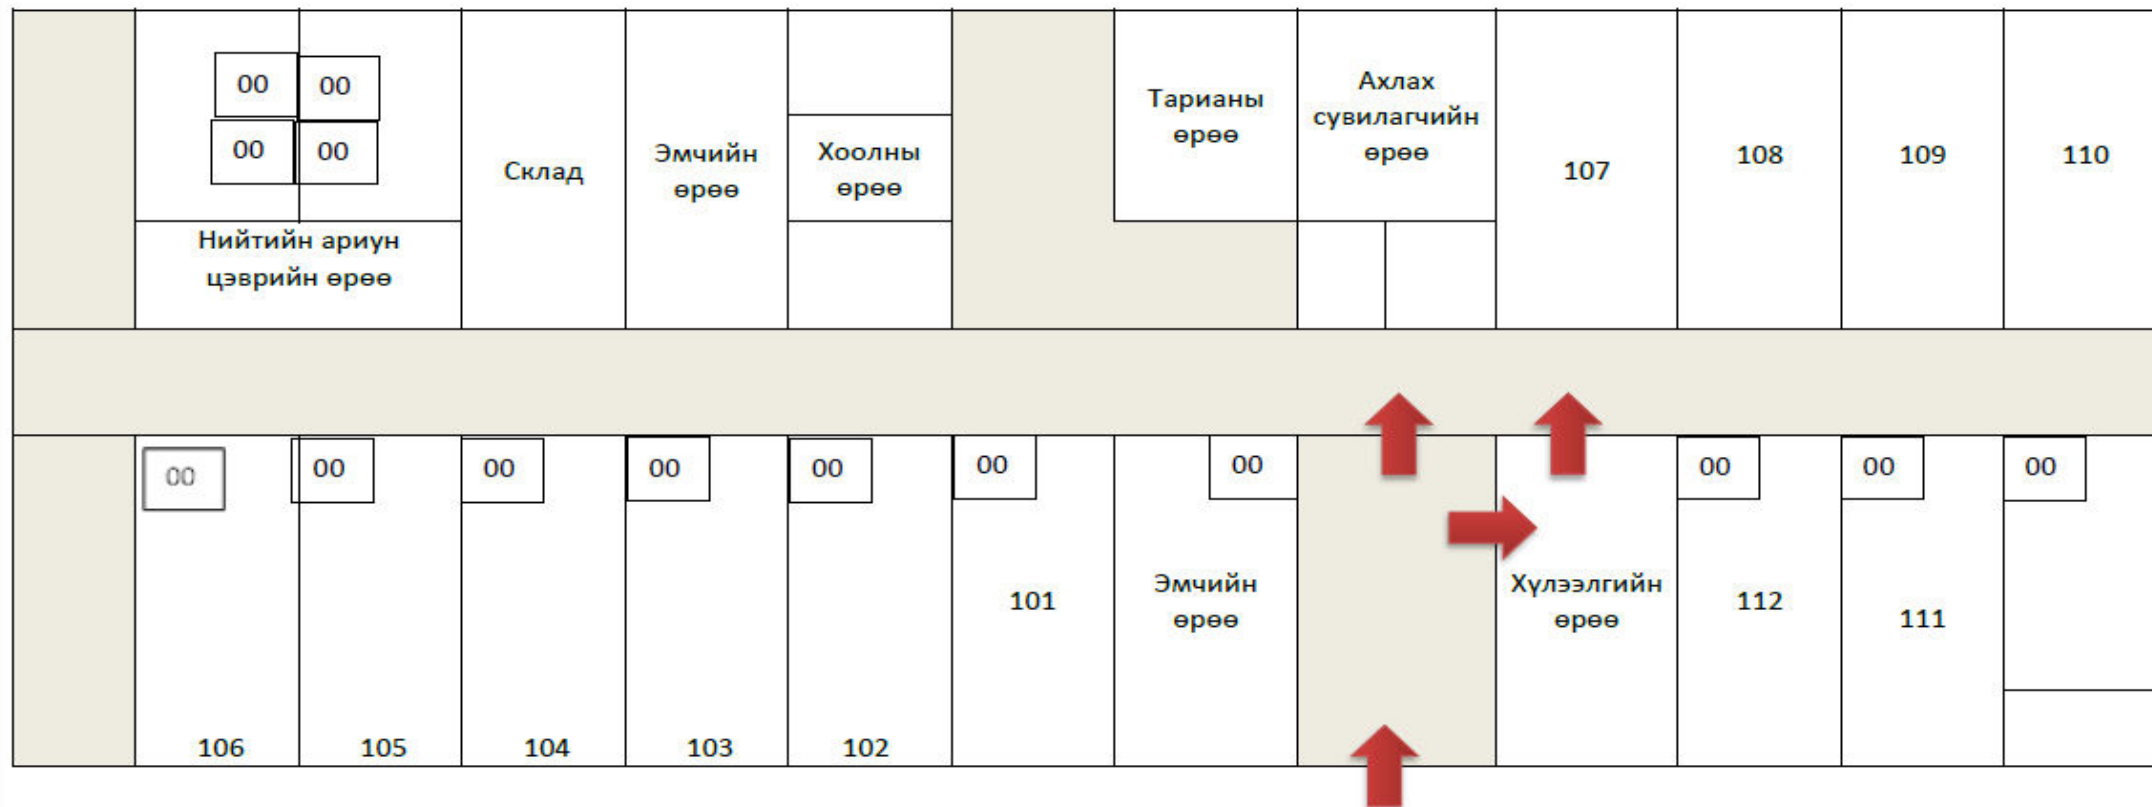 00 00
00 00
Нийтийн ариун
цэврийн өрөө
Склад
Эмчийн
өрөө
Хоолны
өрөө
Тарианы
өрөө
Ахлах
сувилагчийн
өрөө
107
108
109
110
00
106
00
105
00
104
00
103
00
102
00
101
00
Эмчийн
өрөө
Хүлээлгийн
өрөө
00
112
00
111
00